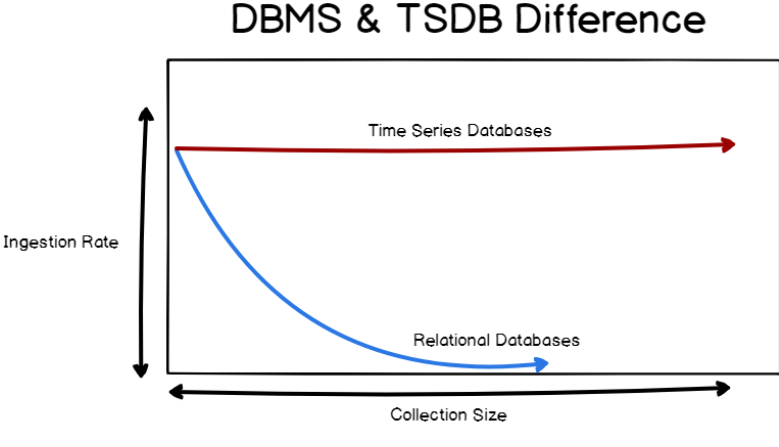 DBMS & TSDB Difference
Time Series Databases
Ingestion Rate
Relational Databases
Collection Size